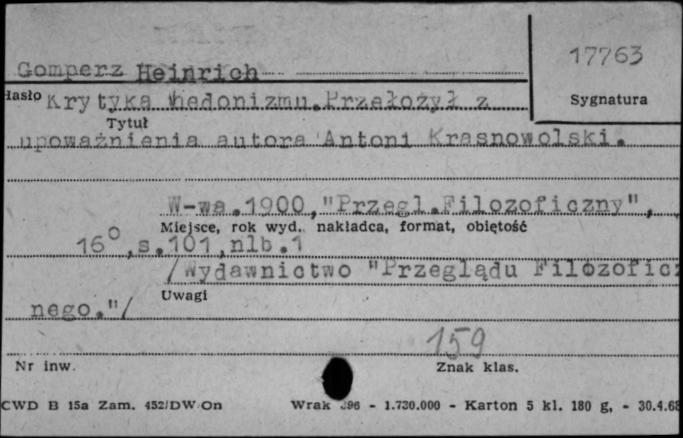 17763
Gomperz Heinrich
Hasło Krytyka hedonizmu. Przełożył z
Sygnatura
Tytuł
upoważnienia autora Antoni Krasnowolski.
W-wa.1900,"Przegl.Filozoficzny",
Miejsce, rok wyd., nakładca, format, objętość
16⁰, s.101,nlb.1
/Wydawnictwo "Przeglądu Filozofic
Uwagi
nego."/
159
Nr inw.
Znak klas.
CWD B 15a Zam. 452/DW On
Wrak 396 - 1.730.000 - Karton 5 kl. 180 g, - 30.4.68